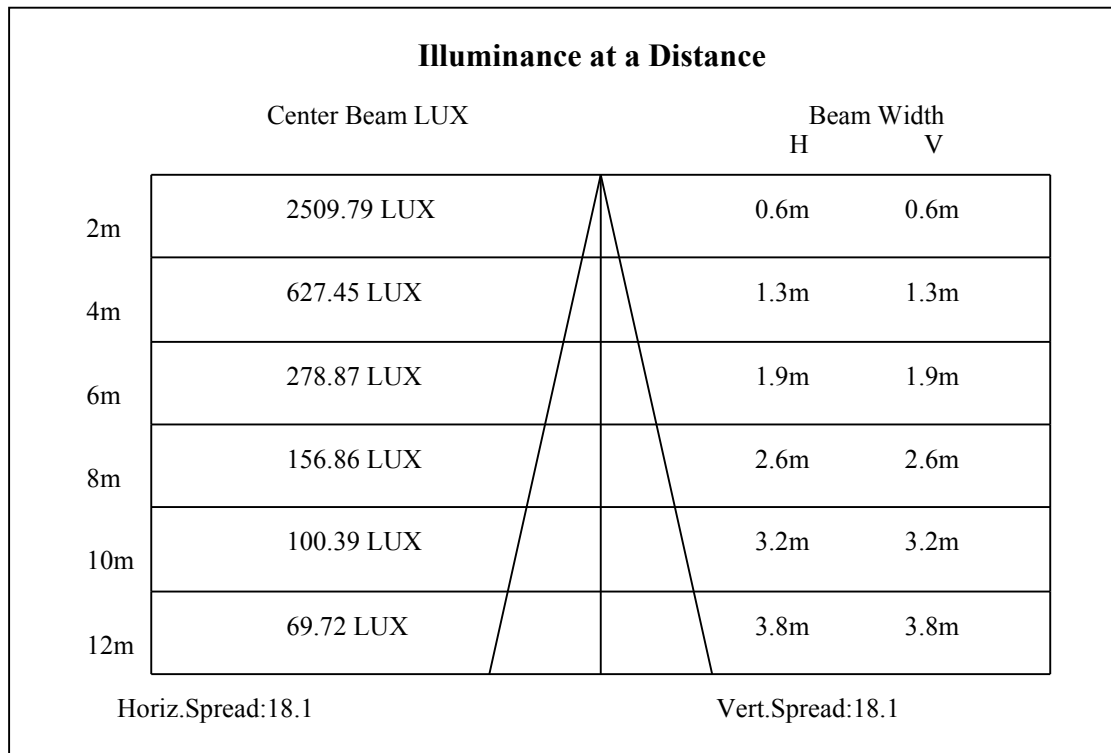 Illuminance at a Distance
Center Beam LUX Beam Width
H V
2m 2509.79 LUX 0.6m 0.6m
4m 627.45 LUX 1.3m 1.3m
6m 278.87 LUX 1.9m 1.9m
8m 156.86 LUX 2.6m 2.6m
10m 100.39 LUX 3.2m 3.2m
12m 69.72 LUX 3.8m 3.8m
Horiz.Spread:18.1 Vert.Spread:18.1